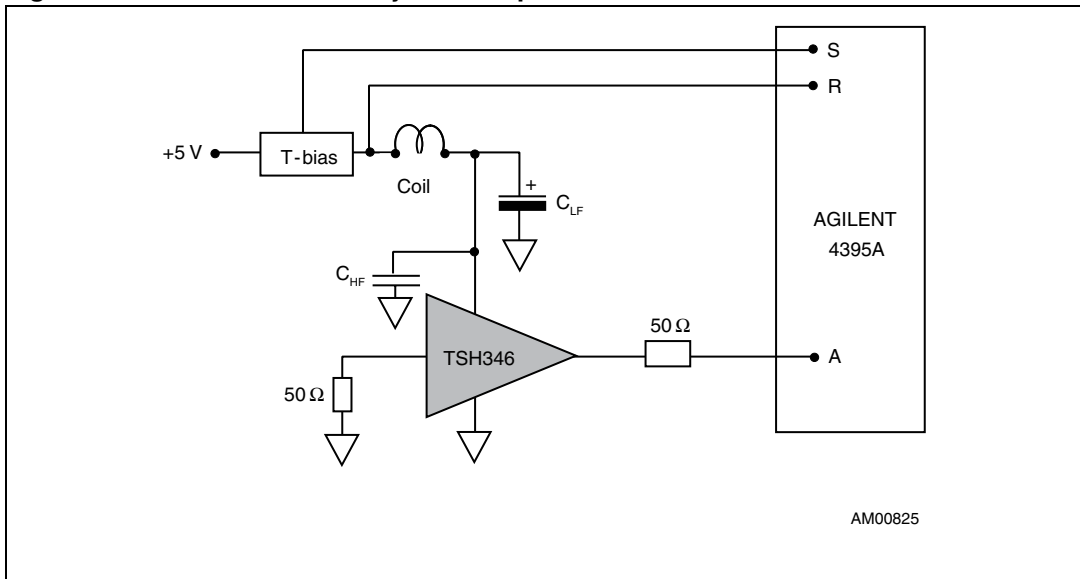 S
R
+5 V
T-bias
Coil
+
C_LF
AGILENT
4395A
C_HF
50 Ω
TSH346
A
50 Ω
AM00825